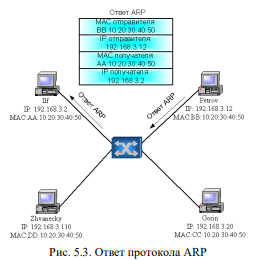 Ответ ARP
MAC отправителя:
BB:10:20:30:40:50
IP отправителя:
192.168.3.12
MAC получателя:
AA:10:20:30:40:50
IP получателя:
192.168.3.2
Ответ ARP
Ответ ARP
Ilf
IP: 192.168.3.2
MAC:AA:10:20:30:40:50
Petrov
IP: 192.168.3.12
MAC:BB:10:20:30:40:50
Zhvanecky
IP: 192.168.3.110
MAC:DD:10:20:30:40:50
Gorin
IP: 192.168.3.20
MAC:CC:10:20:30:40:50
Рис. 5.3. Ответ протокола ARP